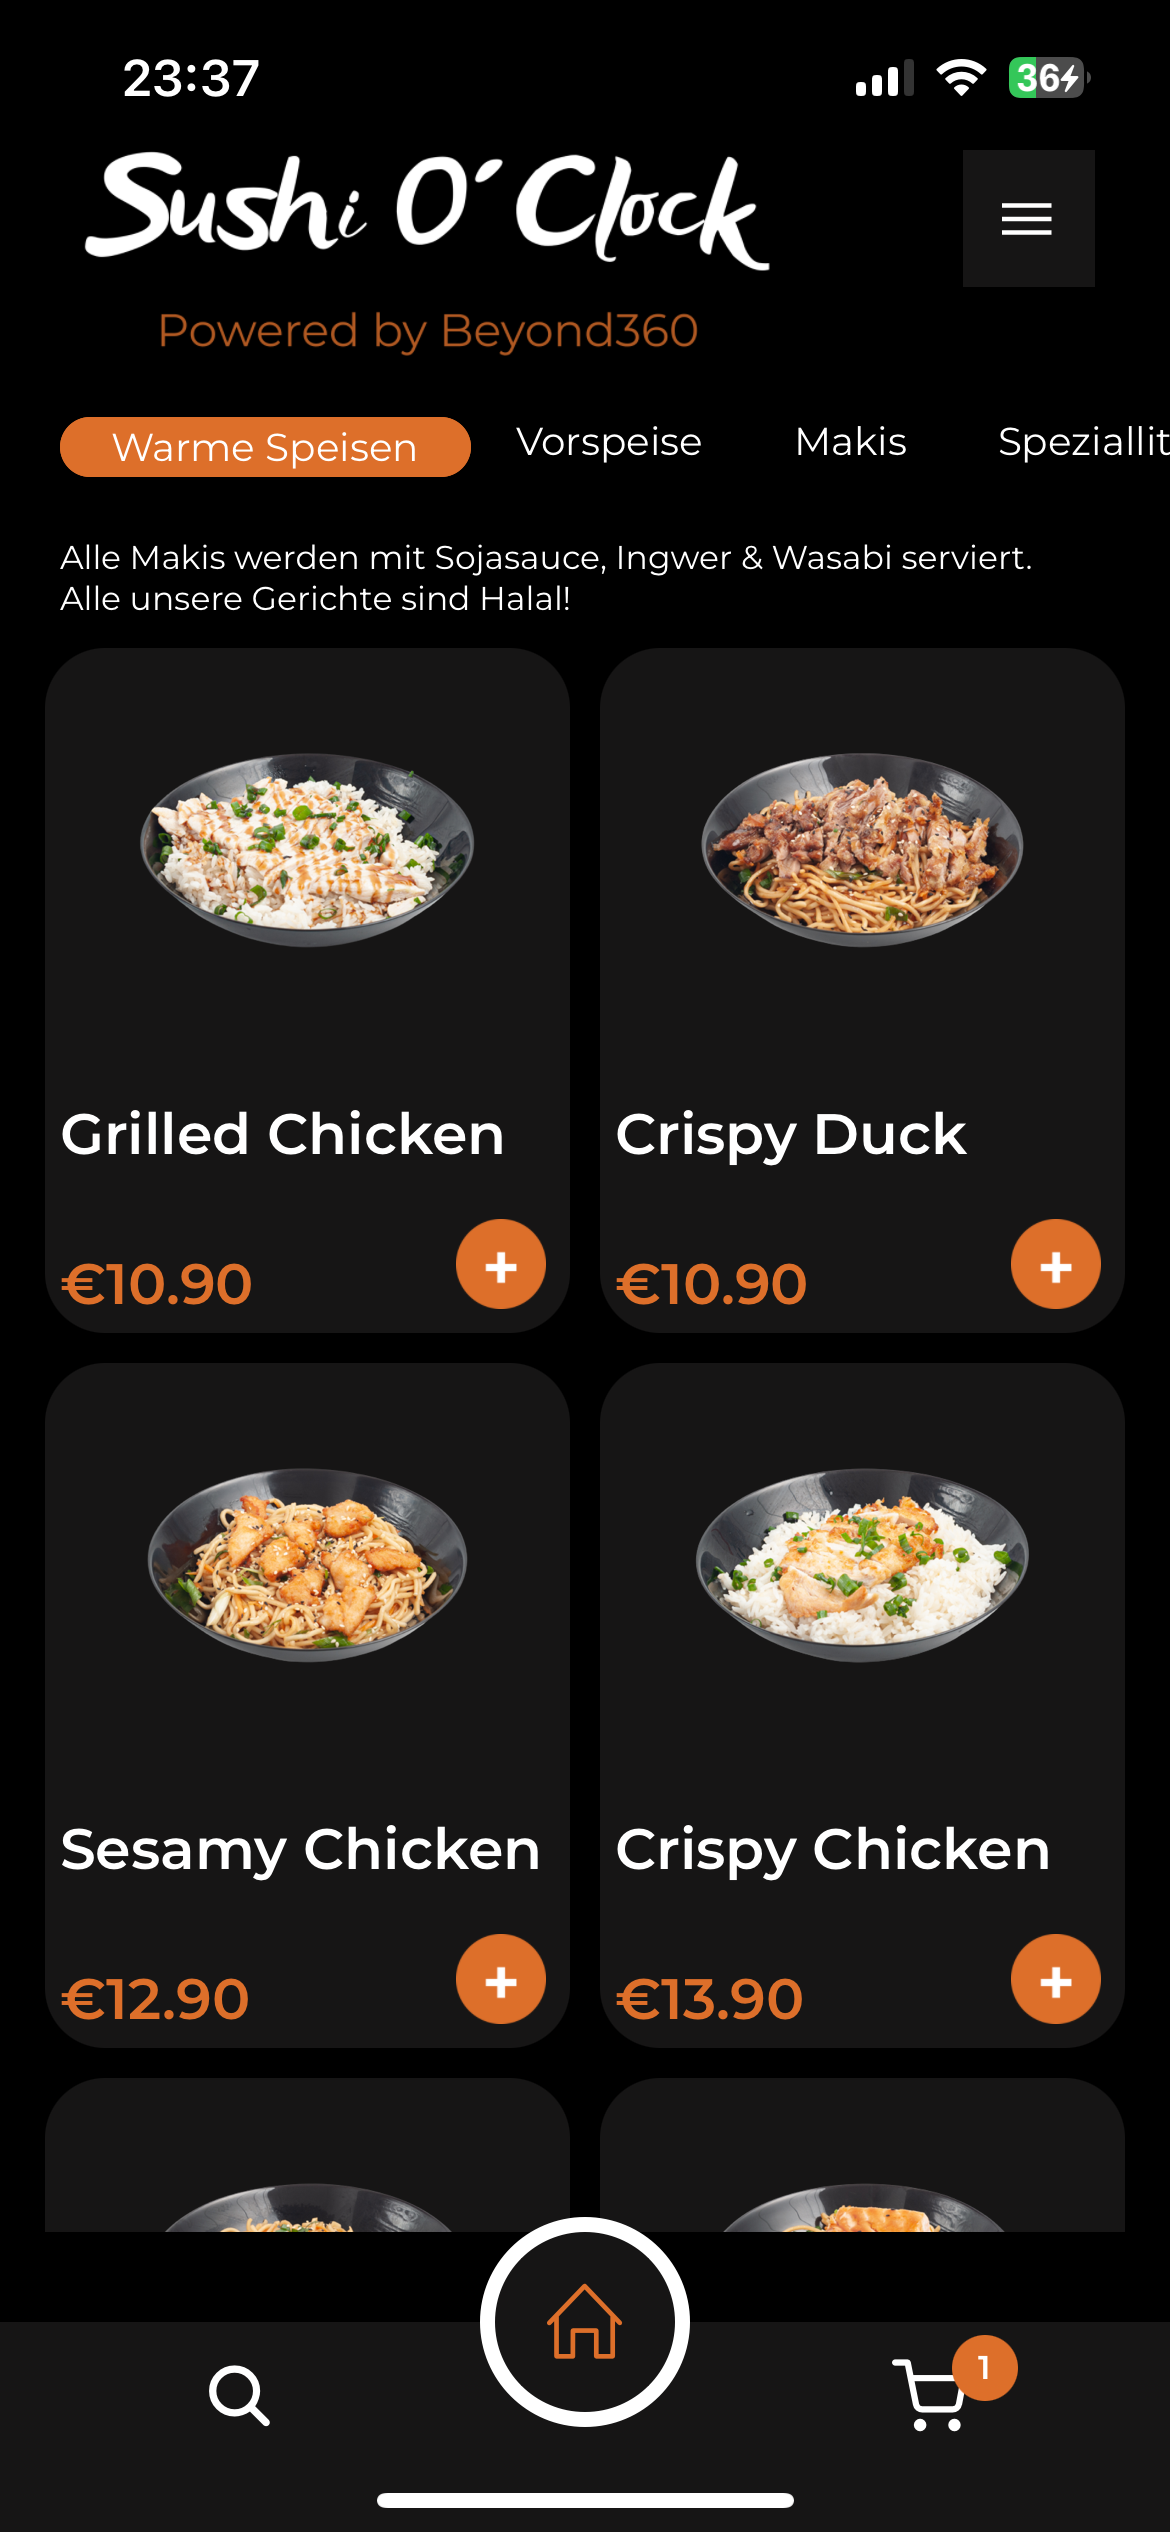 23:37
36
Sushi O´Clock
Powered by Beyond360
Warme Speisen
Vorspeise
Makis
Speziallit
Alle Makis werden mit Sojasauce, Ingwer & Wasabi serviert.
Alle unsere Gerichte sind Halal!
Grilled Chicken
€10.90
+
Crispy Duck
€10.90
+
Sesamy Chicken
€12.90
+
Crispy Chicken
€13.90
+
1